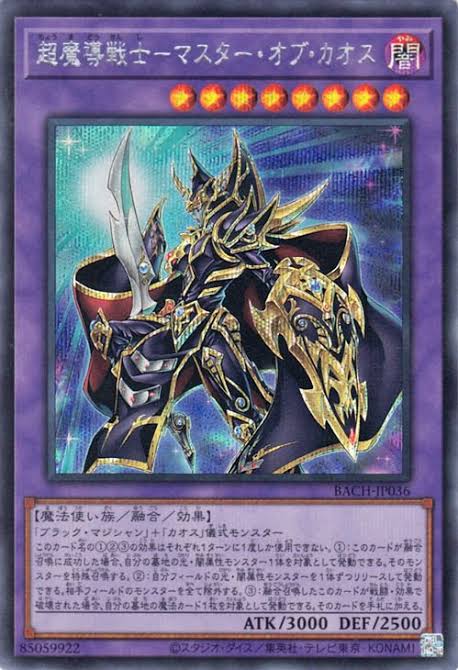 超魔導戦士－マスター・オブ・カオス
闇
BACH-JP036
【魔法使い族／融合／効果】
「ブラック・マジシャン」＋「カオス」儀式モンスター
このカード名の①②③の効果はそれぞれ1ターンに1度しか使用できない。①：このカードが融合
召喚に成功した場合、自分の墓地の光・闇属性モンスター1体を対象として発動できる。そのモン
スターを特殊召喚する。②：自分フィールドの光・闇属性モンスターを1体ずつリリースして発動
できる。相手フィールドのモンスターを全て除外する。③：融合召喚したこのカードが戦闘・効果で
破壊された場合、自分の墓地の魔法カード1枚を対象として発動できる。そのカードを手札に加える。
ATK/3000 DEF/2500
85059922
©スタジオ・ダイス／集英社・テレビ東京・KONAMI